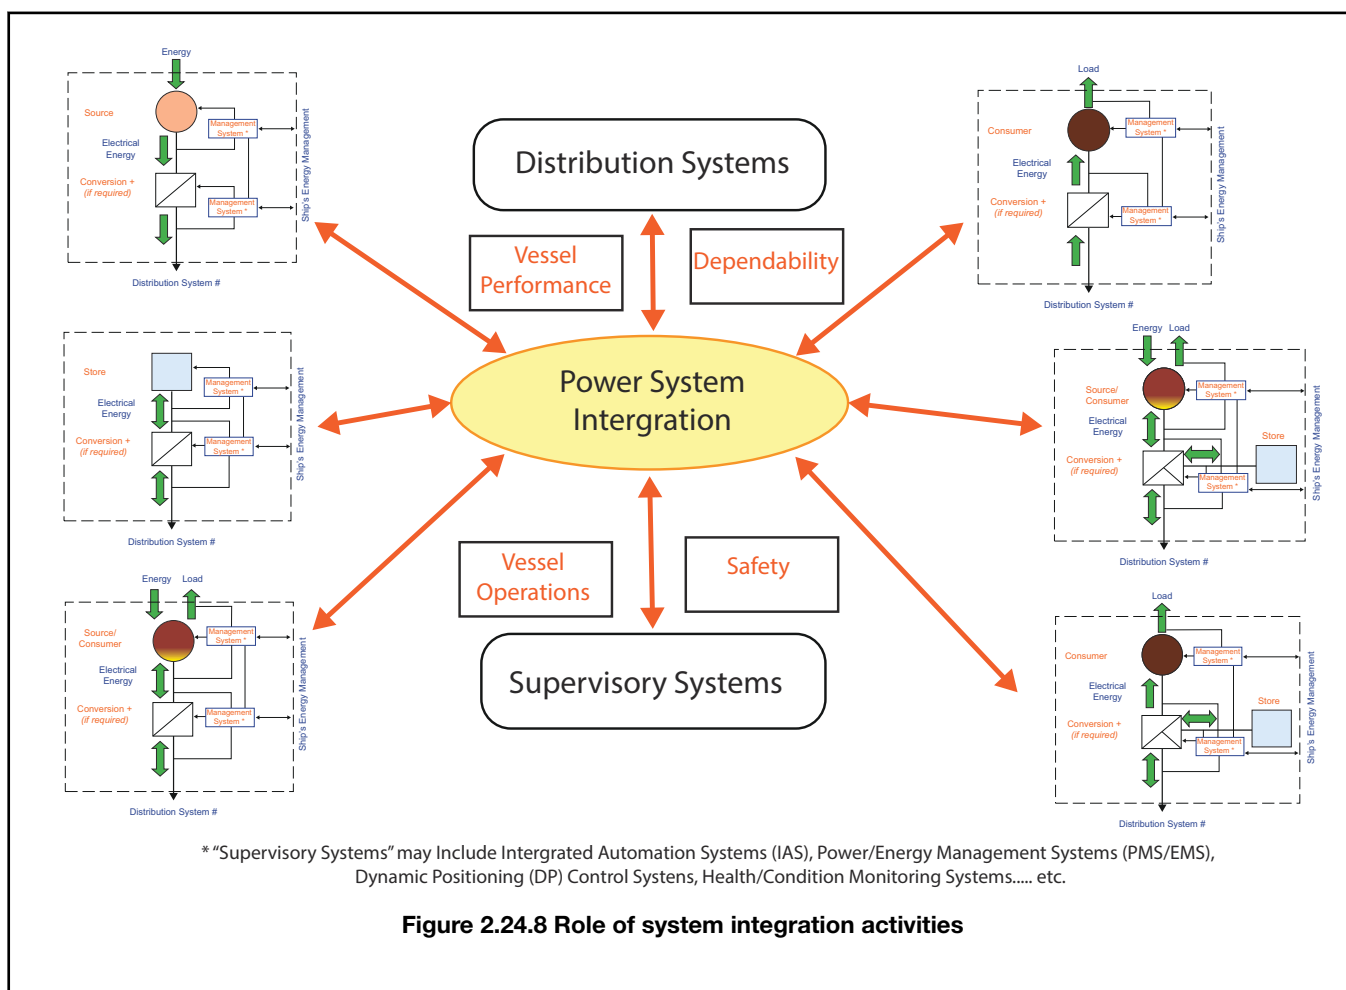 Energy
Source
Management
System *
Electrical
Energy
Conversion +
(if required)
Management
System *
Ship's Energy Management
Distribution System #
Store
Management
System *
Electrical
Energy
Conversion +
(if required)
Management
System *
Ship's Energy Management
Distribution System #
Energy
Load
Source/
Consumer
Management
System *
Electrical
Energy
Conversion +
(if required)
Management
System *
Ship's Energy Management
Distribution System #
Distribution Systems
Vessel
Performance
Dependability
Power System
Intergration
Vessel
Operations
Safety
Supervisory Systems
Load
Consumer
Management
System *
Electrical
Energy
Conversion +
(if required)
Management
System *
Ship's Energy Management
Distribution System #
Energy
Load
Source/
Consumer
Management
System *
Electrical
Energy
Store
Conversion +
(if required)
Management
System *
Ship's Energy Management
Distribution System #
Load
Consumer
Management
System *
Electrical
Energy
Store
Conversion +
(if required)
Management
System *
Ship's Energy Management
Distribution System #
* "Supervisory Systems" may Include Intergrated Automation Systems (IAS), Power/Energy Management Systems (PMS/EMS),
Dynamic Positioning (DP) Control Systens, Health/Condition Monitoring Systems..... etc.
Figure 2.24.8 Role of system integration activities